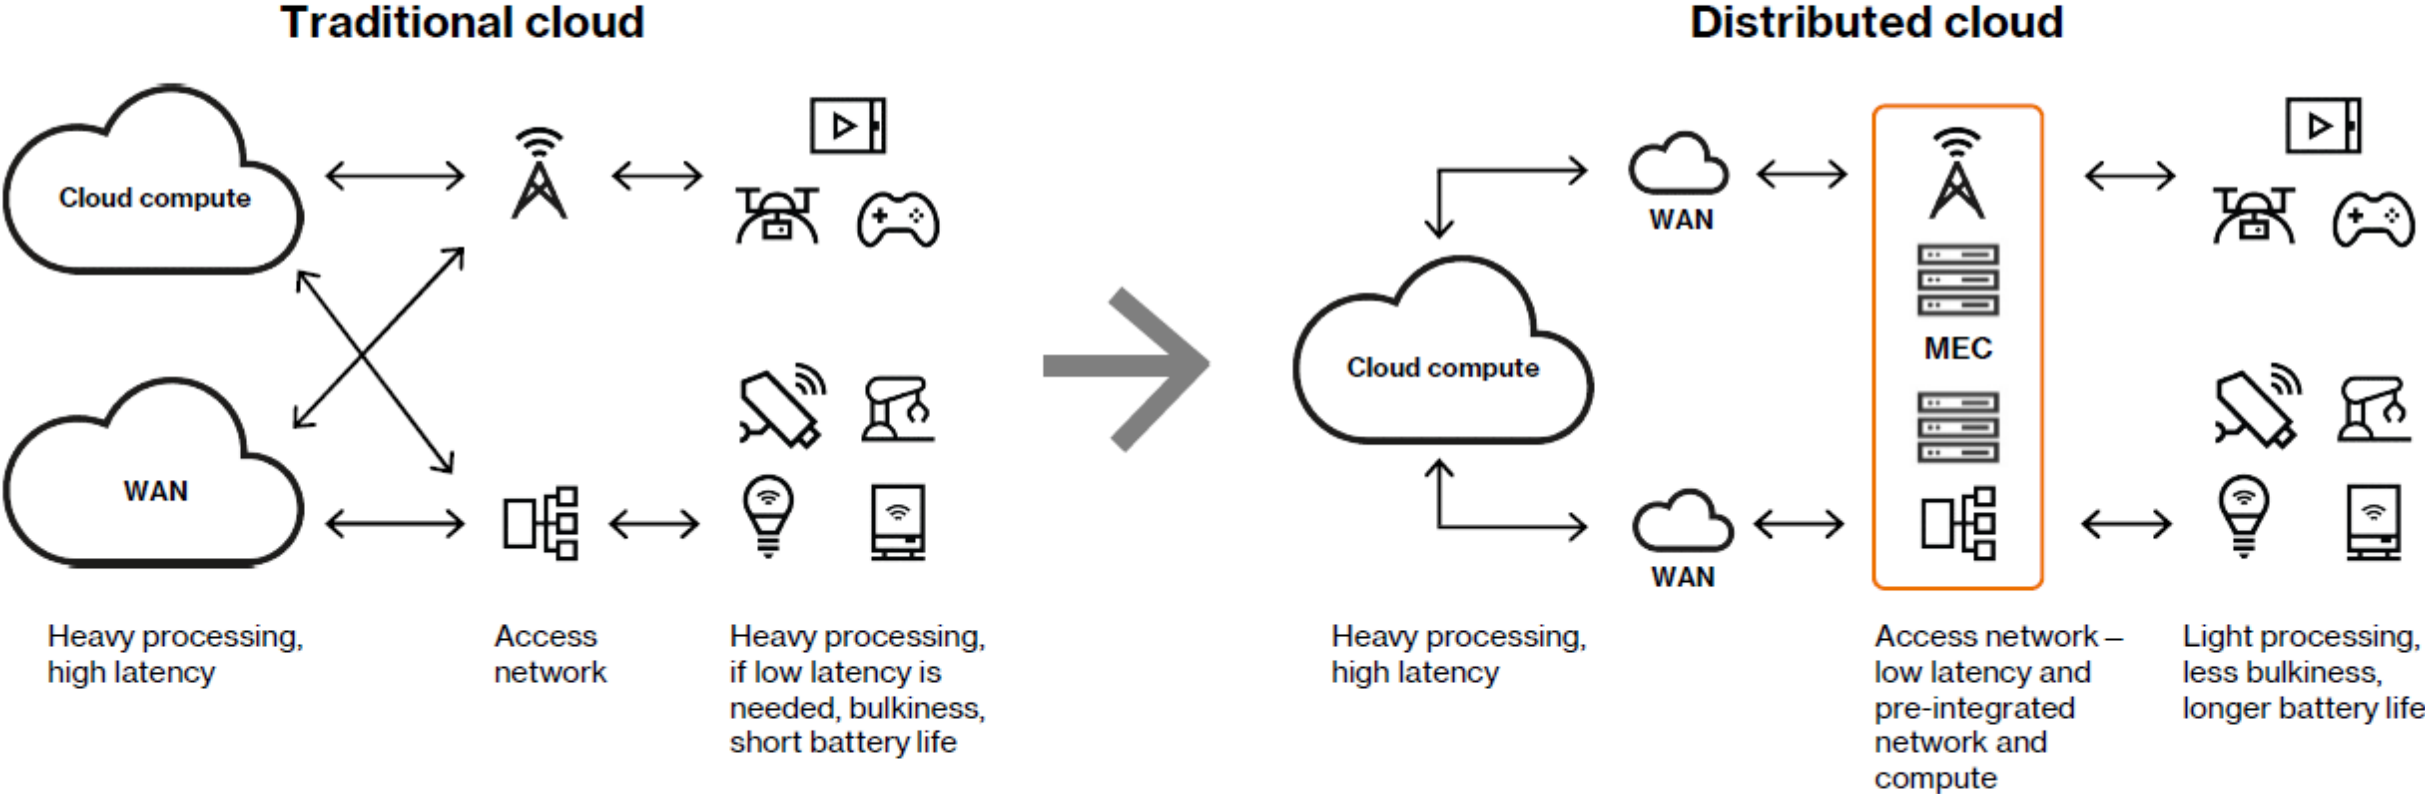 Traditional cloud
Cloud compute
WAN
Heavy processing,
high latency
Access
network
Heavy processing,
if low latency is
needed, bulkiness,
short battery life
Distributed cloud
WAN
Cloud compute
WAN
MEC
Heavy processing,
high latency
Access network –
low latency and
pre-integrated
network and
compute
Light processing,
less bulkiness,
longer battery life